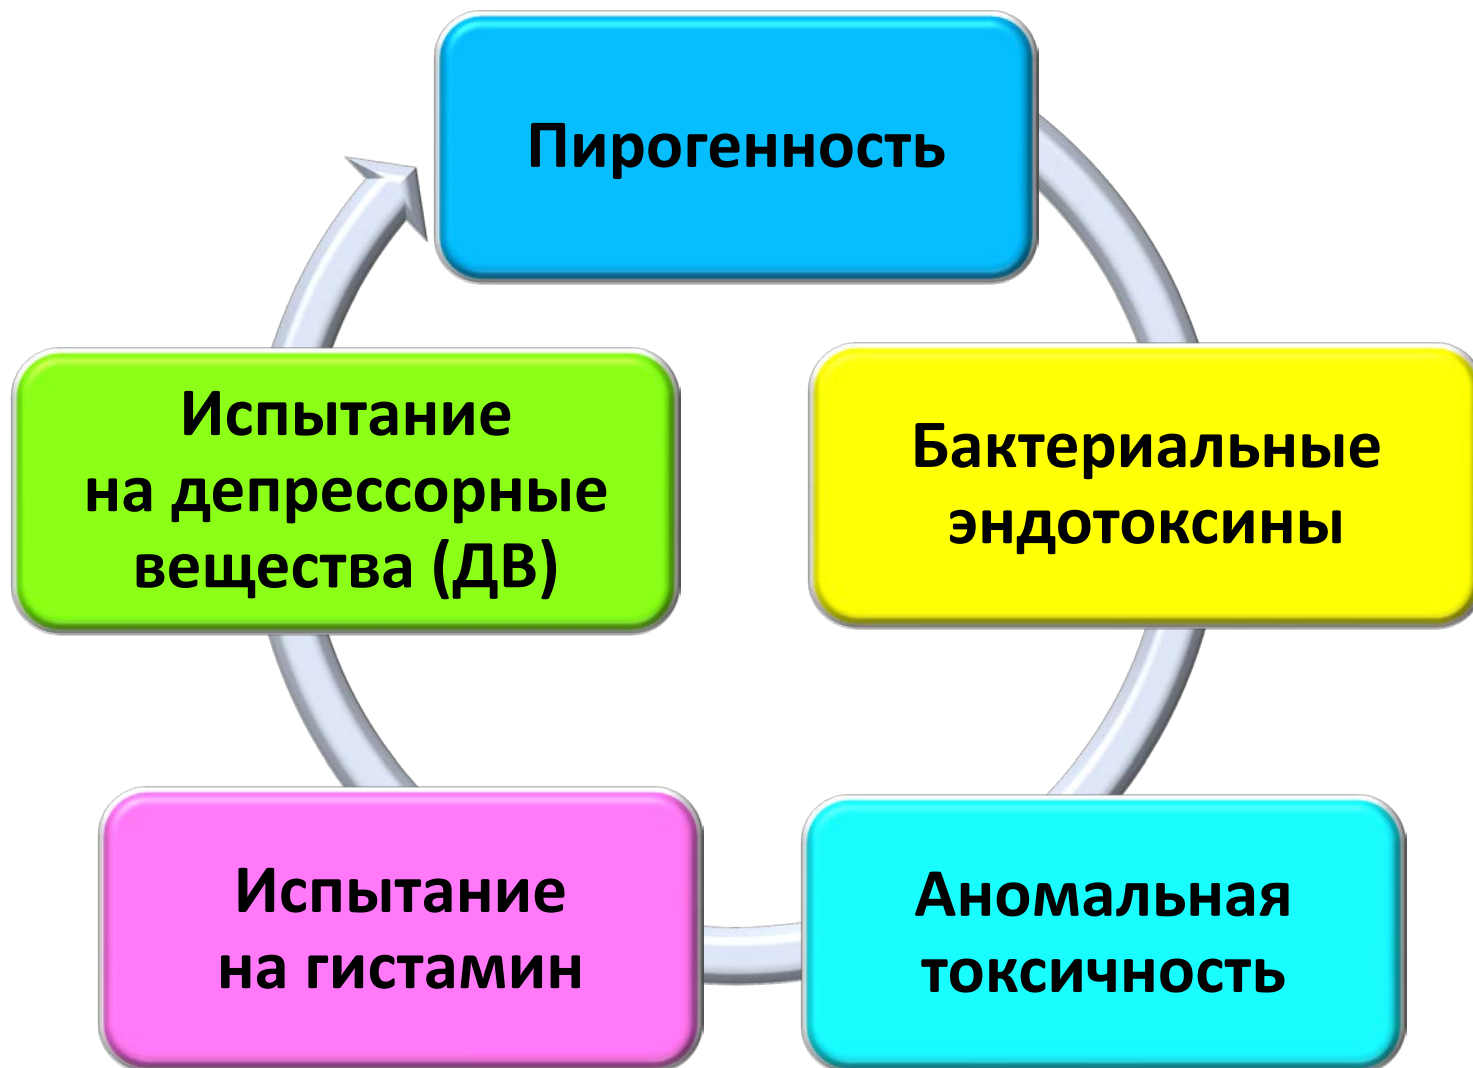 Пирогенность
Бактериальные
эндотоксины
Аномальная
токсичность
Испытание
на гистамин
Испытание
на депрессорные
вещества (ДВ)